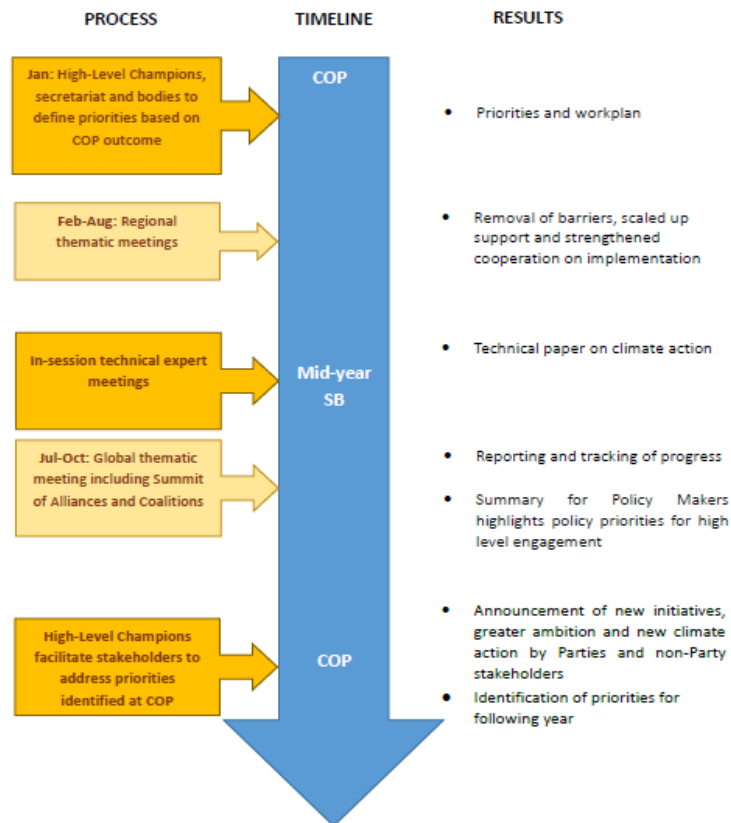 PROCESS
TIMELINE
RESULTS
Jan: High-Level Champions,
secretariat and bodies to
define priorities based on
COP outcome
COP
• Priorities and workplan
Feb-Aug: Regional
thematic meetings
• Removal of barriers, scaled up
support and strengthened
cooperation on implementation
In-session technical expert
meetings
Mid-year
SB
• Technical paper on climate action
Jul-Oct: Global thematic
meeting including Summit
of Alliances and Coalitions
• Reporting and tracking of progress
• Summary for Policy Makers
highlights policy priorities for high
level engagement
High-Level Champions
facilitate stakeholders to
address priorities
identified at COP
COP
• Announcement of new initiatives,
greater ambition and new climate
action by Parties and non-Party
stakeholders
• Identification of priorities for
following year